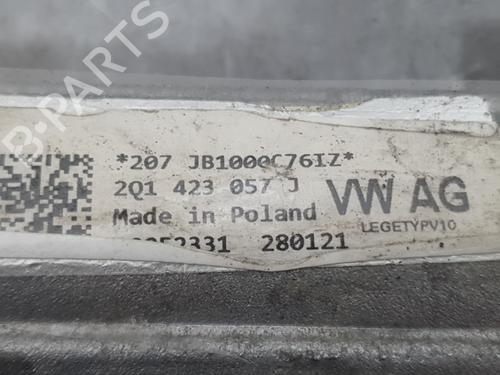 *207 JB1000C76IZ*
2Q1 423 057 J
Made in Poland
280121
VW AG
LEGETYPV10
B-PARTS